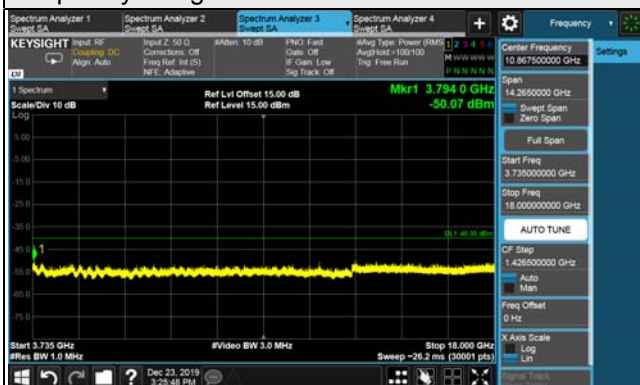 Spectrum Analyzer 1
Swept SA
Spectrum Analyzer 2
Swept SA
Spectrum Analyzer 3
Swept SA
Spectrum Analyzer 4
Swept SA
Frequency
KEYSIGHT
Input: RF
Coupling: DC
Align: Auto
Input Z: 50 Ω
Corrections: Off
Freq Ref: Int (S)
NFE: Adaptive
#Atten: 10 dB
PNO: Fast
Gate: Off
IF Gain: Low
Sig Track: Off
#Avg Type: Power (RMS
Avg|Hold:>100/100
Trig: Free Run
1 2 3 4 5 6
M W W W W W
P N N N N N
LV
1 Spectrum
Scale/Div 10 dB
Log
Ref Lvl Offset 15.00 dB
Ref Level 15.00 dBm
Mkr1 3.794 0 GHz
-50.07 dBm
5.00
-5.00
-15.0
-25.0
-35.0
-45.0
-55.0
-65.0
-75.0
DL1 -40.00 dBm
1
Start 3.735 GHz
#Res BW 1.0 MHz
#Video BW 3.0 MHz
Stop 18.000 GHz
Sweep ~26.2 ms (30001 pts)
Center Frequency
10.867500000 GHz
Settings
Span
14.2650000 GHz
Swept Span
Zero Span
Full Span
Start Freq
3.735000000 GHz
Stop Freq
18.000000000 GHz
AUTO TUNE
CF Step
1.426500000 GHz
Auto
Man
Freq Offset
0 Hz
X Axis Scale
Log
Lin
Signal Track
Dec 23, 2019
3:25:48 PM